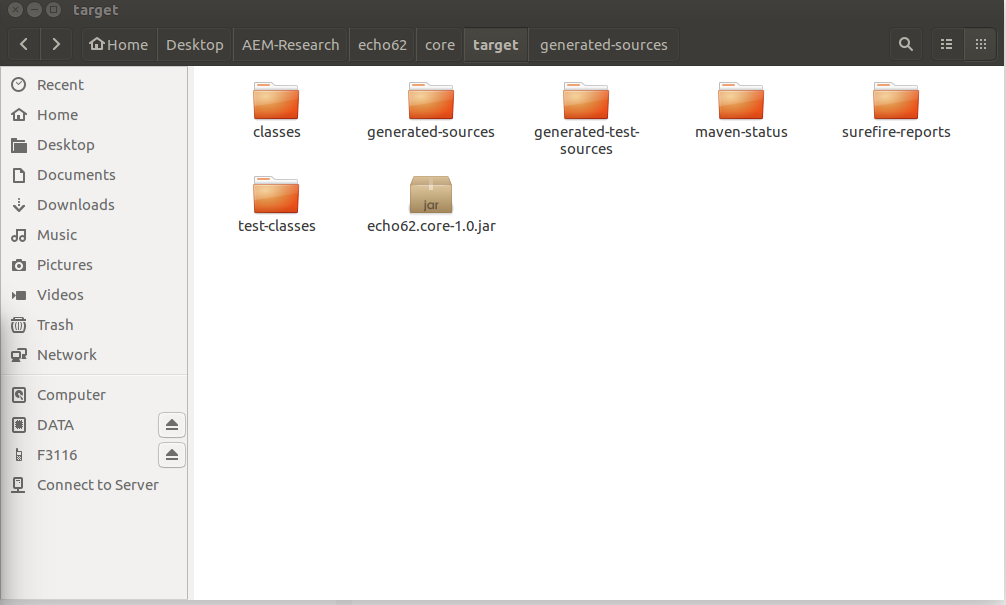 target
Home Desktop AEM-Research echo62 core target generated-sources
Recent
Home
Desktop
Documents
Downloads
Music
Pictures
Videos
Trash
Network
Computer
DATA
F3116
Connect to Server
classes
generated-sources
generated-test-
sources
maven-status
surefire-reports
test-classes
jar
echo62.core-1.0.jar